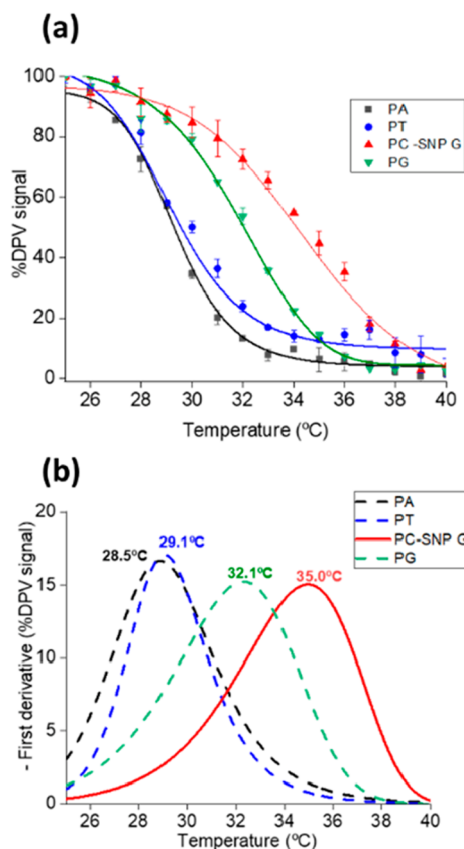 (a)
100
80
60
40
20
0
%DPV signal
PA
PT
PC -SNP G
PG
26 28 30 32 34 36 38 40
Temperature (ºC)
(b)
20
15
10
5
0
- First derivative (%DPV signal)
28.5ºC
29.1ºC
32.1ºC
35.0ºC
PA
PT
PC-SNP G
PG
26 28 30 32 34 36 38 40
Temperature (ºC)